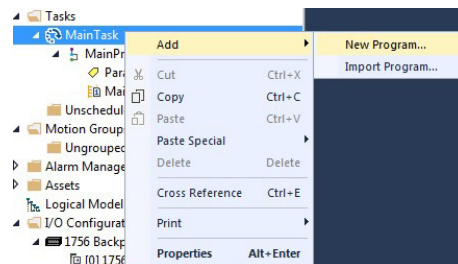 Tasks
MainTask
MainPr
Para
Mai
Unschedul
Motion Group
Ungrouped
Alarm Manage
Assets
Logical Model
I/O Configurat
1756 Backp
[0] 1756
Add
Cut Ctrl+X
Copy Ctrl+C
Paste Ctrl+V
Paste Special
Delete Delete
Cross Reference Ctrl+E
Print
Properties Alt+Enter
New Program...
Import Program...